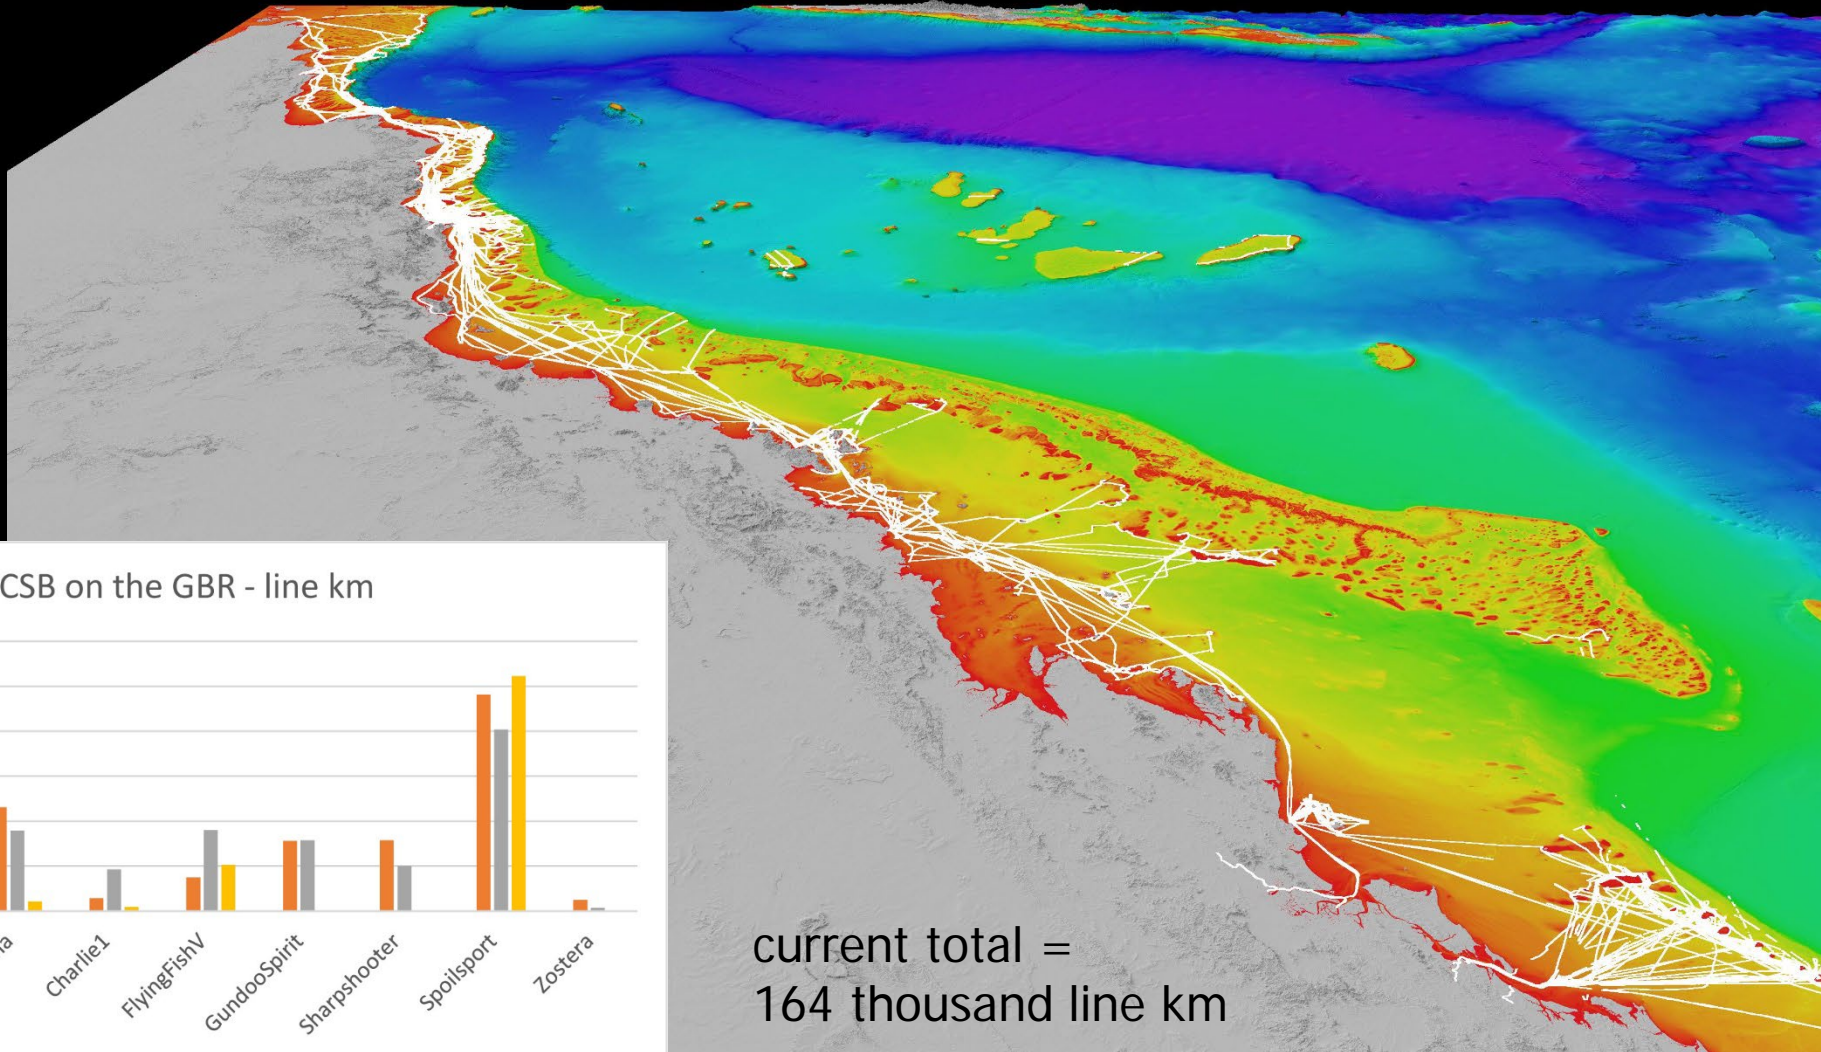 CSB on the GBR - line km
Charlie1
FlyingFishV
GundooSpirit
Sharpshooter
Spoilsport
Zostera
current total =
164 thousand line km